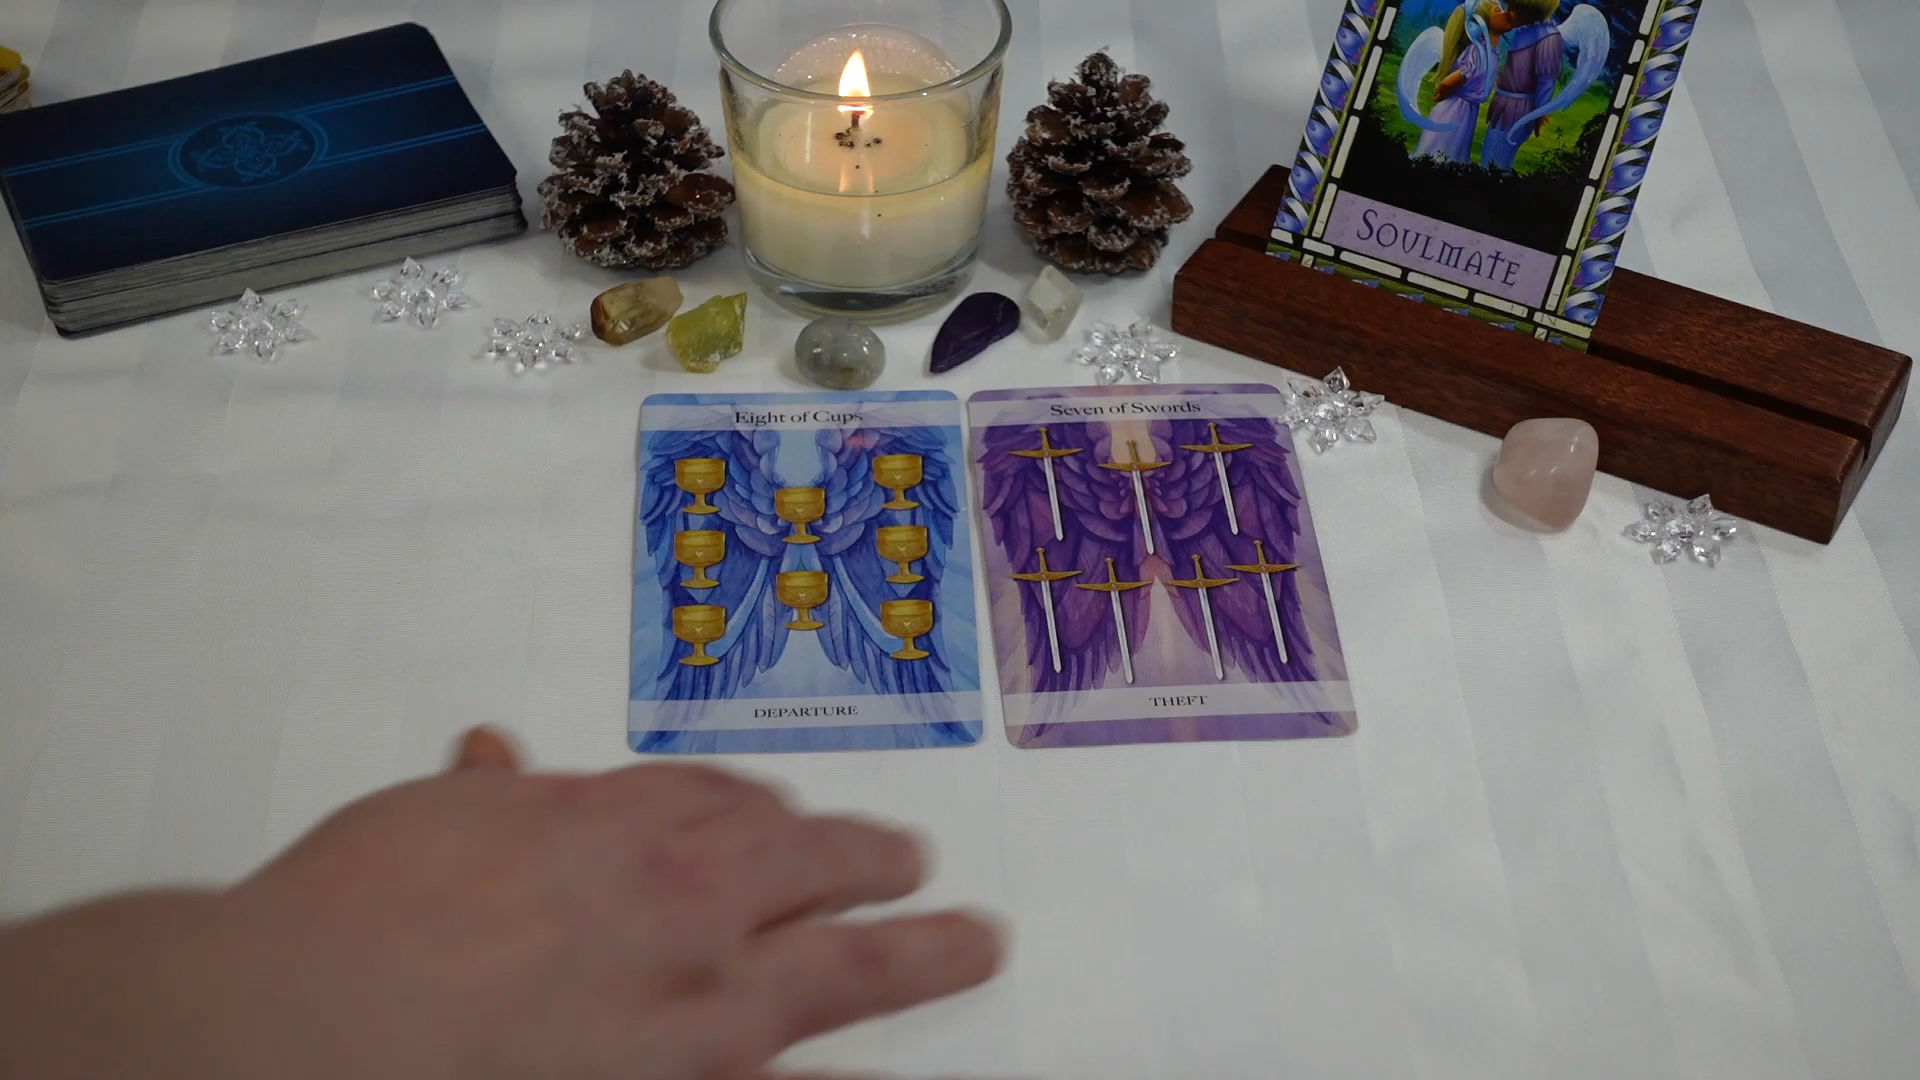 SOULMATE
Eight of Cups
DEPARTURE
Seven of Swords
THEFT